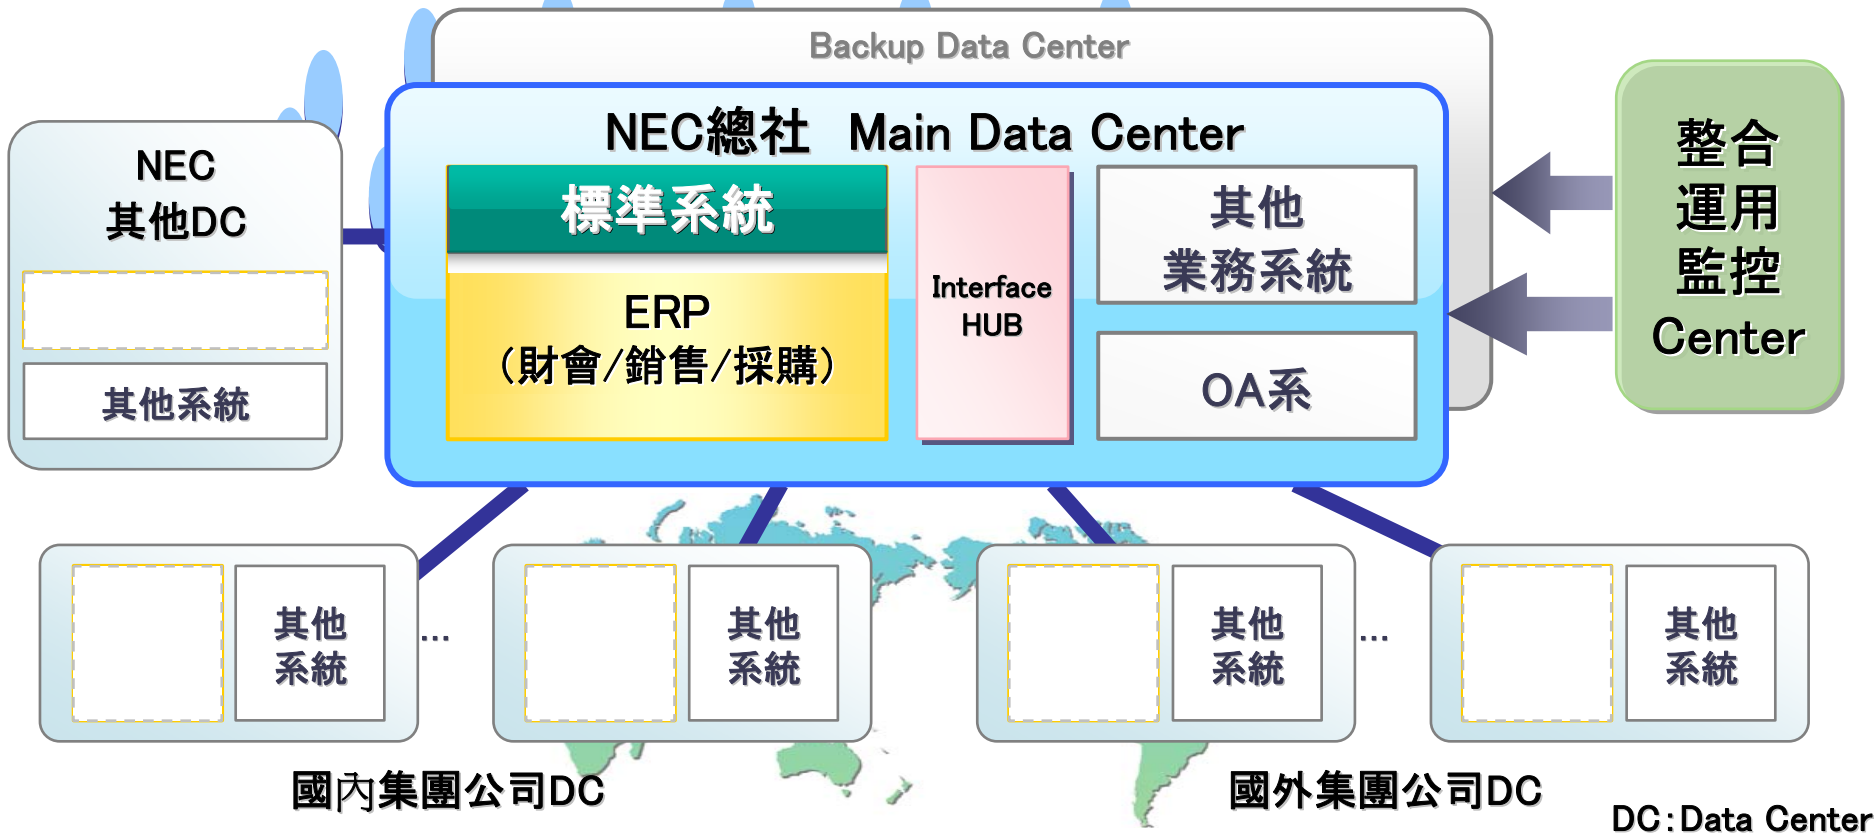 Backup Data Center
NEC總社 Main Data Center
NEC
其他DC
其他系統
標準系統
ERP
(財會/銷售/採購)
Interface
HUB
其他
業務系統
OA系
整合
運用
監控
Center
其他
系統
...
其他
系統
其他
系統
...
其他
系統
國內集團公司DC
國外集團公司DC
DC:Data Center